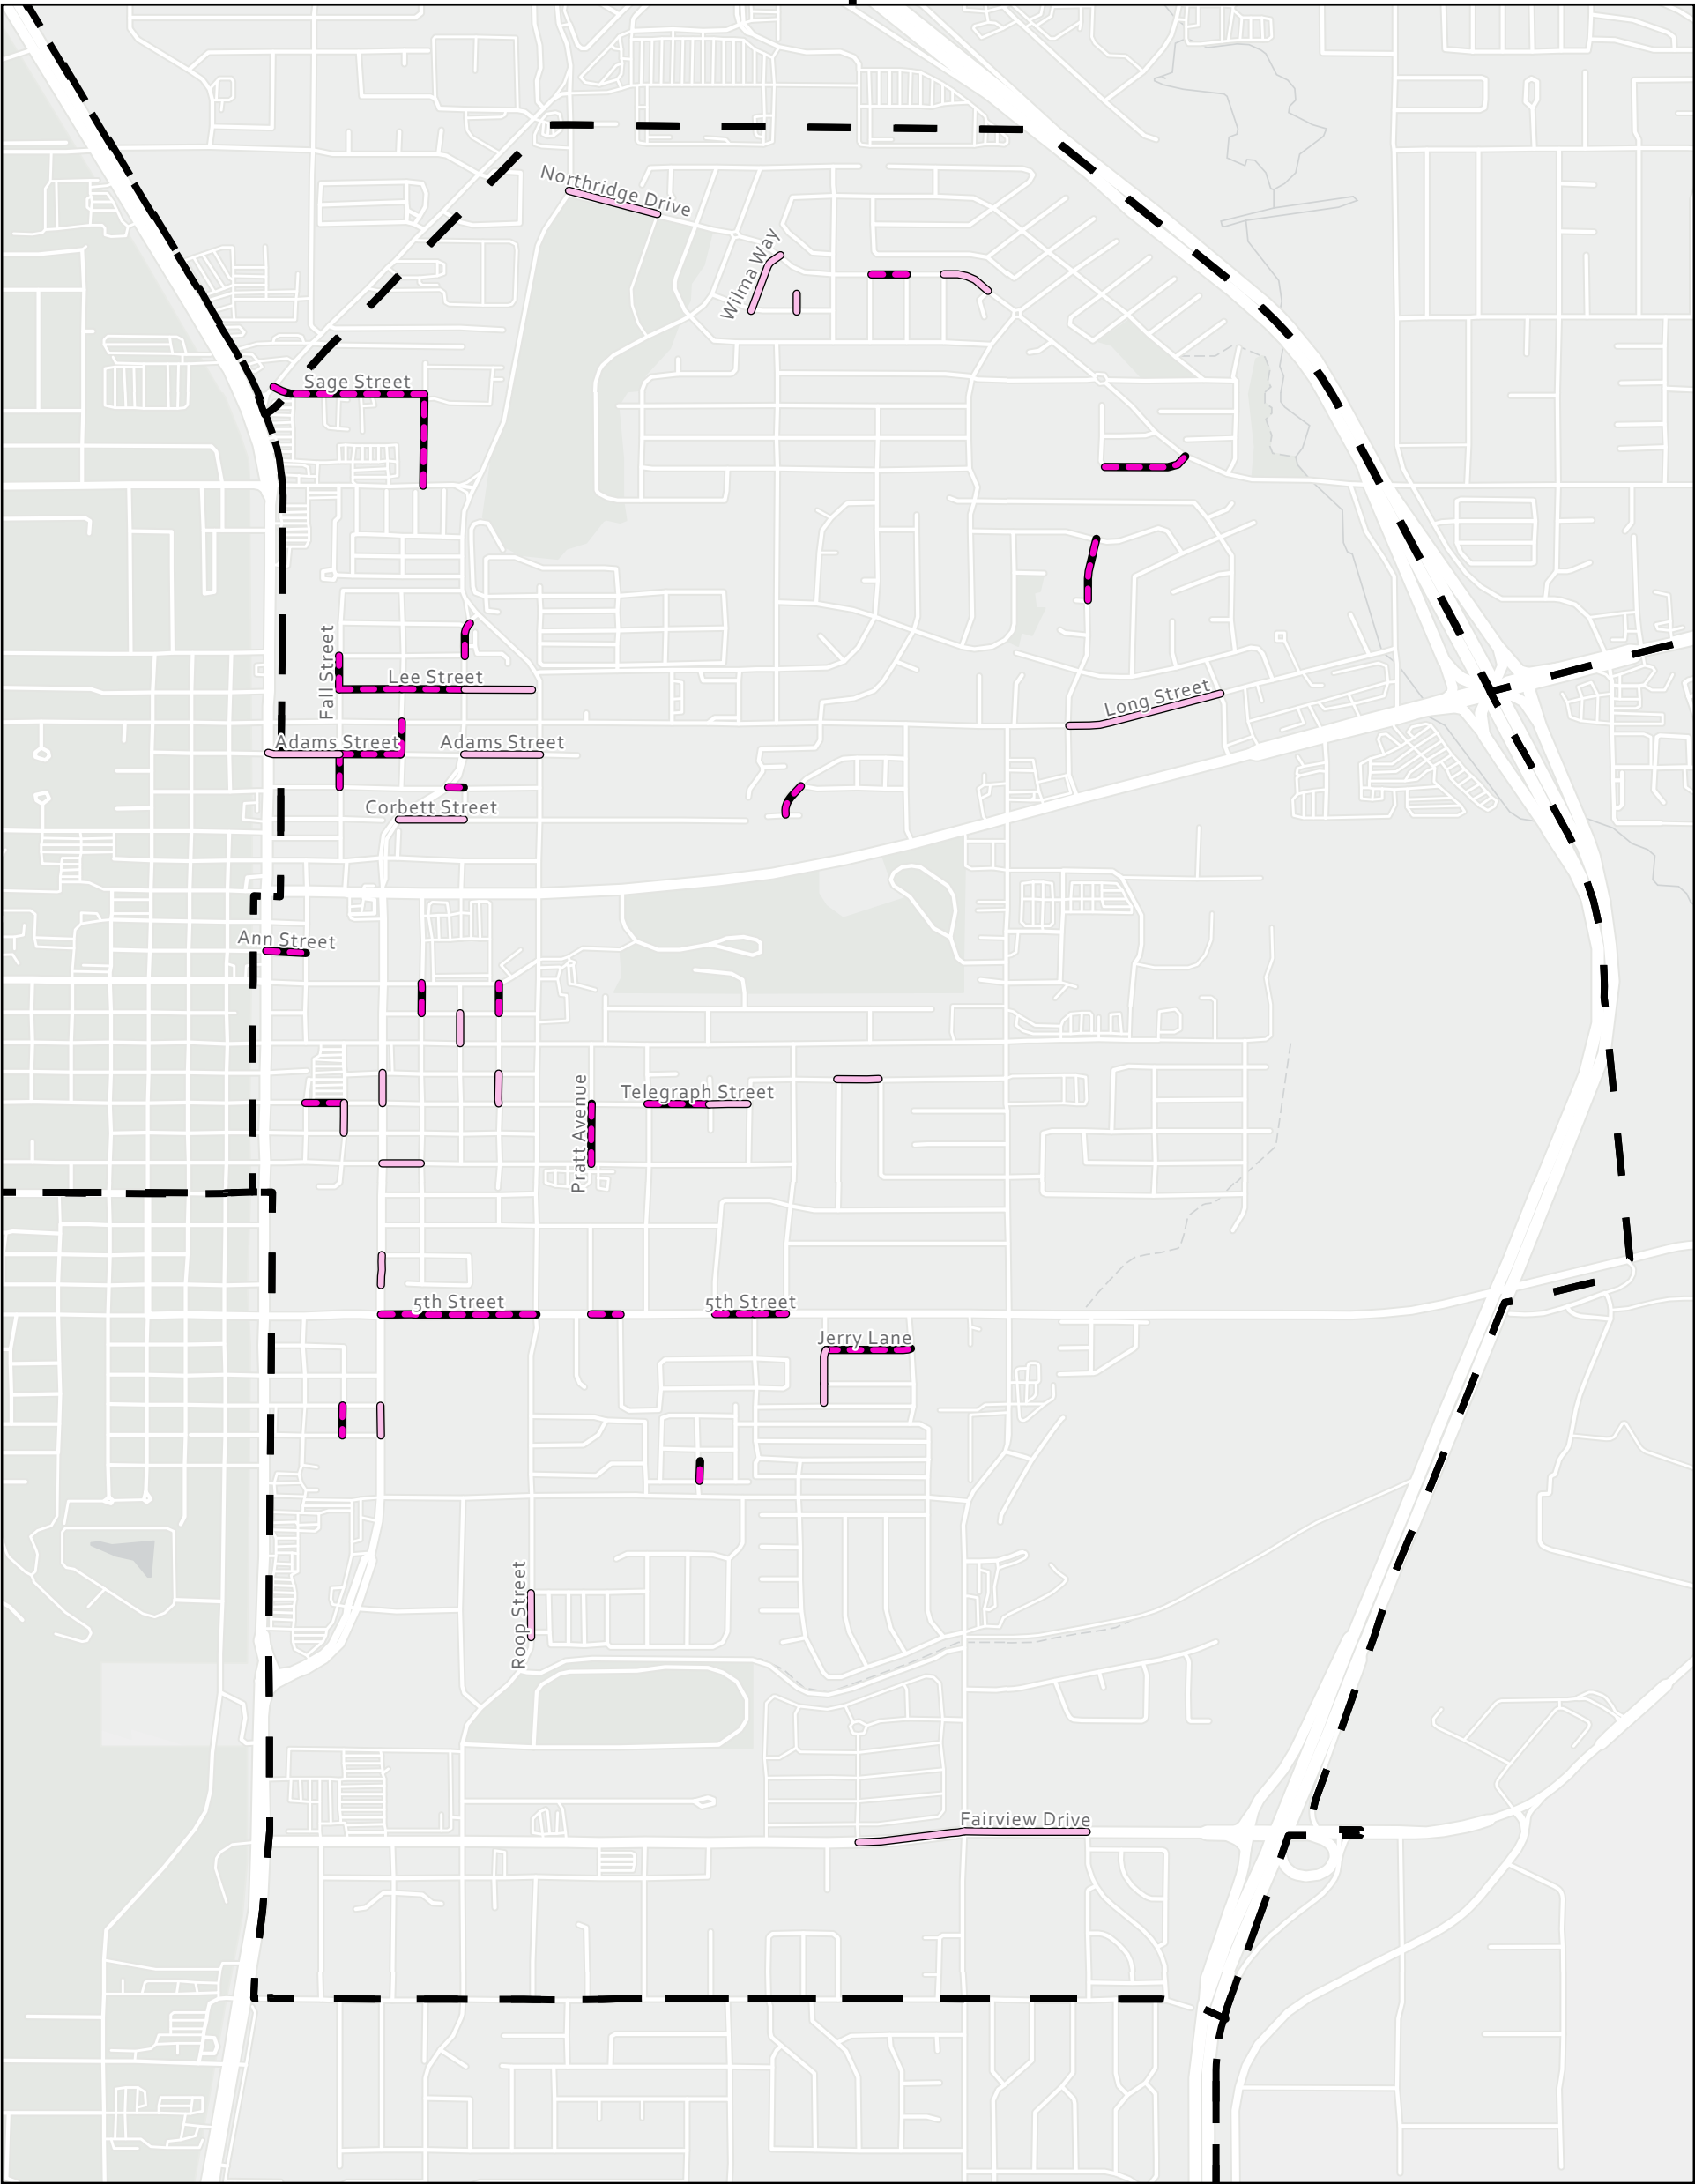 Northridge Drive
Wilma Way
Sage Street
Fall Street
Lee Street
Long Street
Adams Street
Adams Street
Corbett Street
Ann Street
Pratt Avenue
Telegraph Street
5th Street
5th Street
Jerry Lane
Roop Street
Fairview Drive